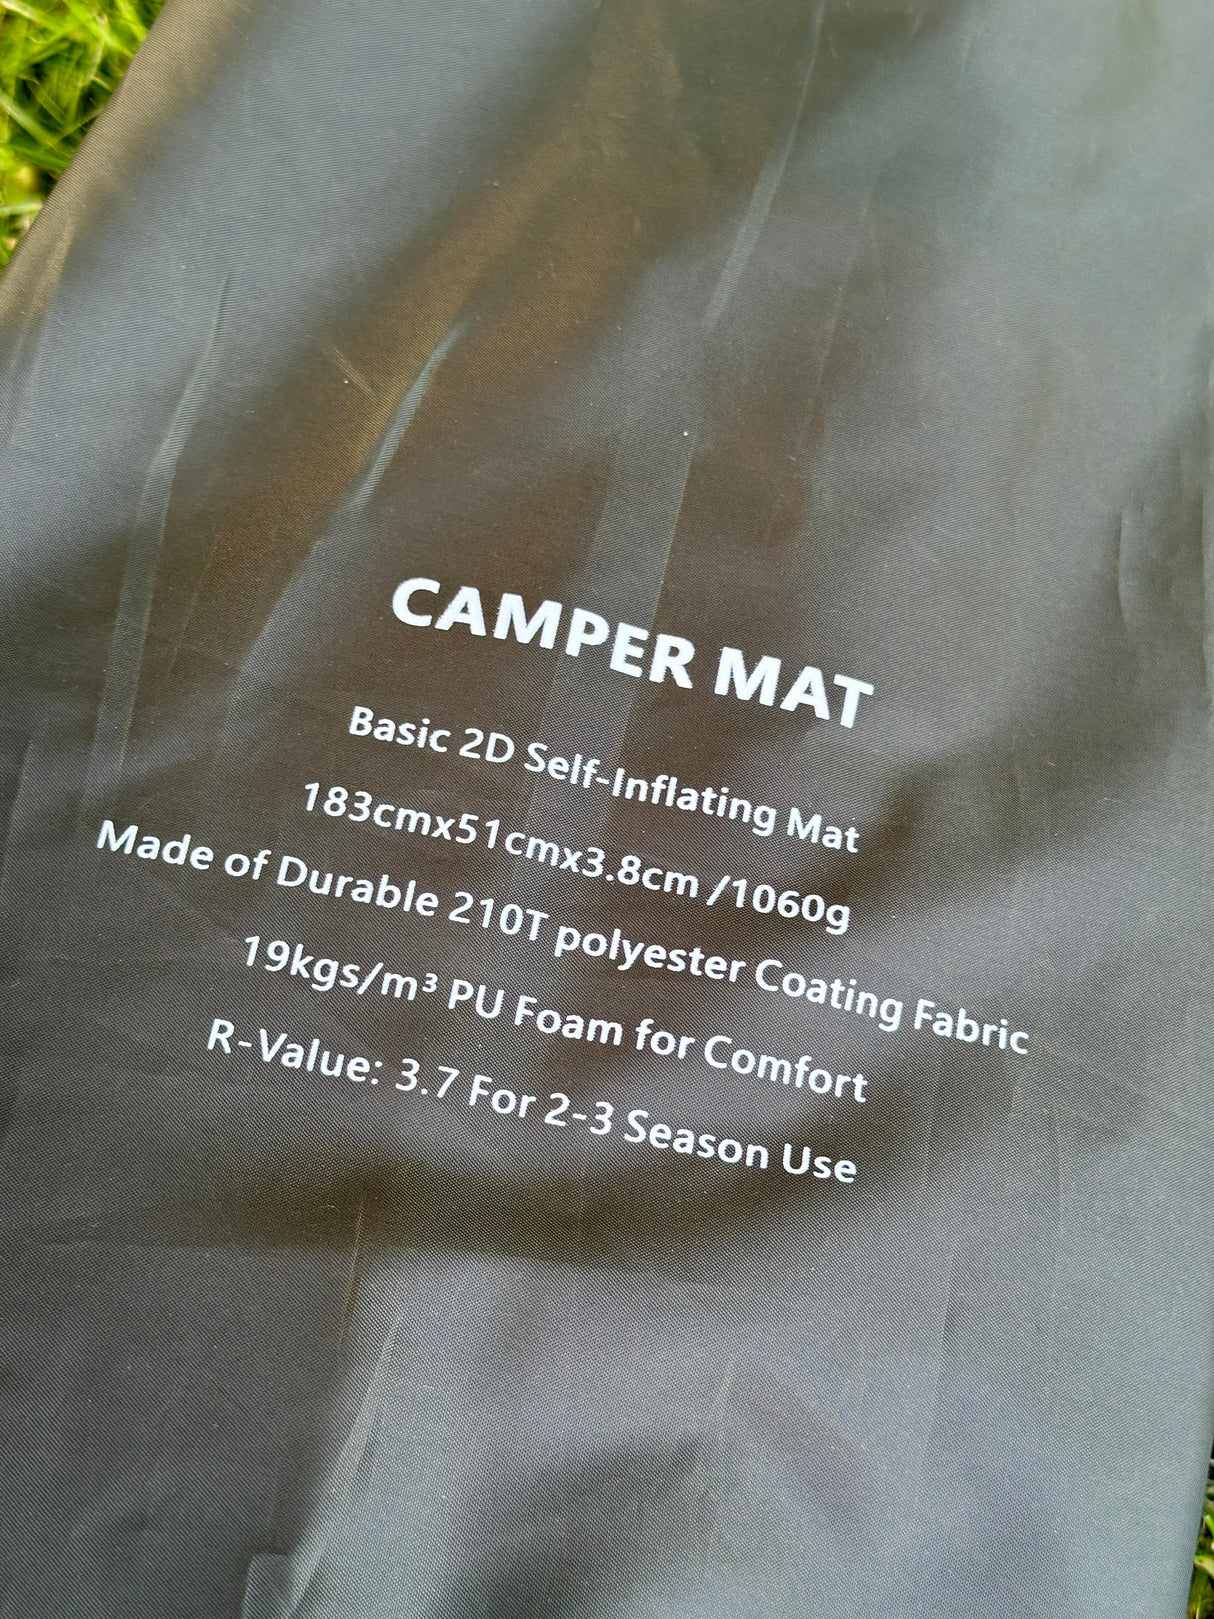 CAMPER MAT
Basic 2D Self-Inflating Mat
183cmx51cmx3.8cm /1060g
Made of Durable 210T polyester Coating Fabric
19kgs/m³ PU Foam for Comfort
R-Value: 3.7 For 2-3 Season Use